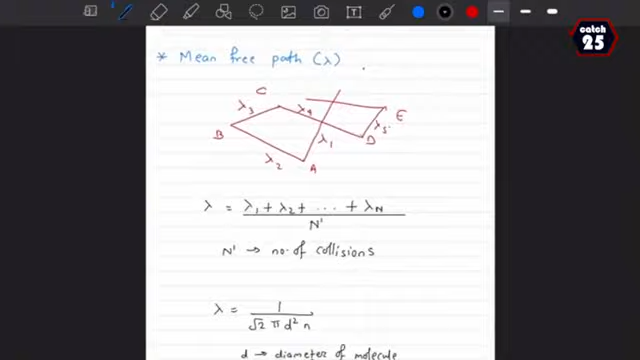 catch
25
* Mean free path (λ)
C
λ3
λ4
E
B
λ5
D
λ1
λ2
A
λ = λ1 + λ2 + ... + λN
N'
N' → no. of collisions
λ = 1
√2 π d² n
d → diameter of molecule